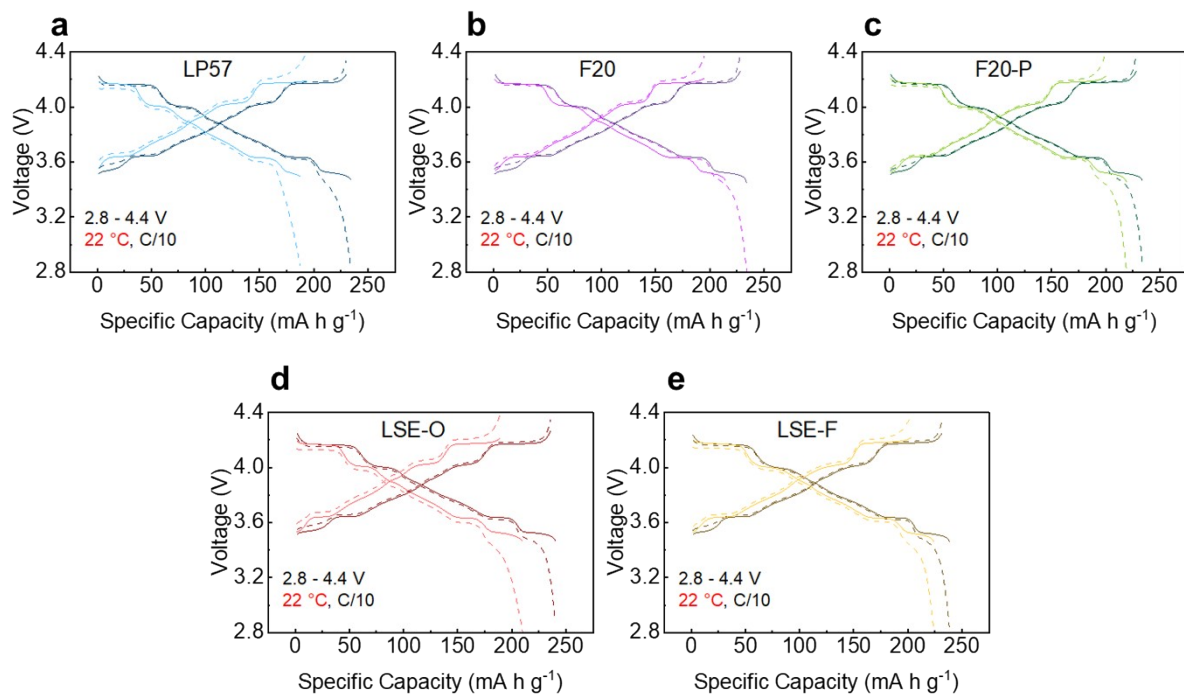 a
LP57
4.4
4.0
3.6
3.2
2.8
Voltage (V)
2.8 - 4.4 V
22 °C, C/10
0 50 100 150 200 250
Specific Capacity (mA h g⁻¹)
b
F20
4.4
4.0
3.6
3.2
2.8
Voltage (V)
2.8 - 4.4 V
22 °C, C/10
0 50 100 150 200 250
Specific Capacity (mA h g⁻¹)
c
F20-P
4.4
4.0
3.6
3.2
2.8
Voltage (V)
2.8 - 4.4 V
22 °C, C/10
0 50 100 150 200 250
Specific Capacity (mA h g⁻¹)
d
LSE-O
4.4
4.0
3.6
3.2
2.8
Voltage (V)
2.8 - 4.4 V
22 °C, C/10
0 50 100 150 200 250
Specific Capacity (mA h g⁻¹)
e
LSE-F
4.4
4.0
3.6
3.2
2.8
Voltage (V)
2.8 - 4.4 V
22 °C, C/10
0 50 100 150 200 250
Specific Capacity (mA h g⁻¹)